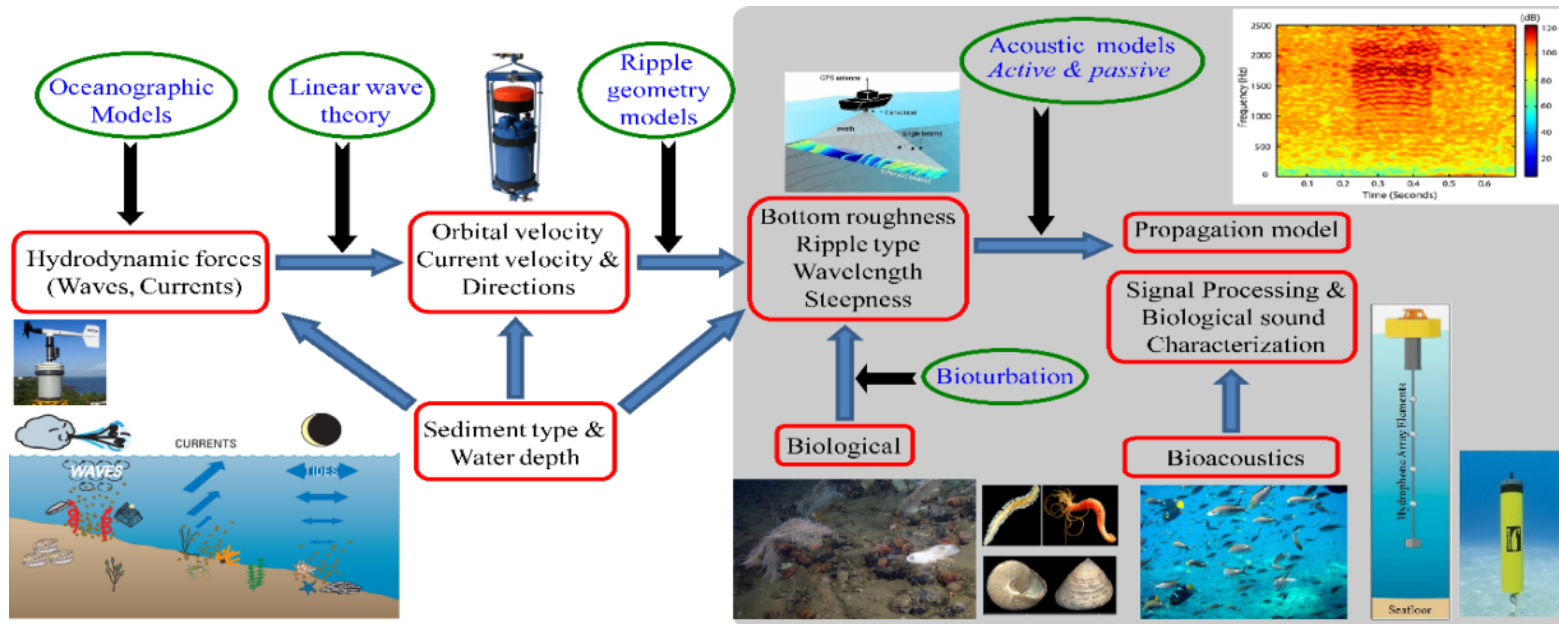 Oceanographic
Models
Linear wave
theory
Ripple
geometry
models
Acoustic models
Active & passive
Hydrodynamic forces
(Waves, Currents)
Orbital velocity
Current velocity &
Directions
Bottom roughness
Ripple type
Wavelength
Steepness
Propagation model
Signal Processing &
Biological sound
Characterization
Bioturbation
Sediment type &
Water depth
Biological
Bioacoustics
GPS antenna
swath
single beams
(dB)
120
100
80
60
40
20
Frequency (Hz)
2500
2000
1500
1000
500
0
0.1
0.2
0.3
0.4
0.5
0.6
Time (Seconds)
WAVES
CURRENTS
TIDES
Hydrophone Array Elements
Seafloor